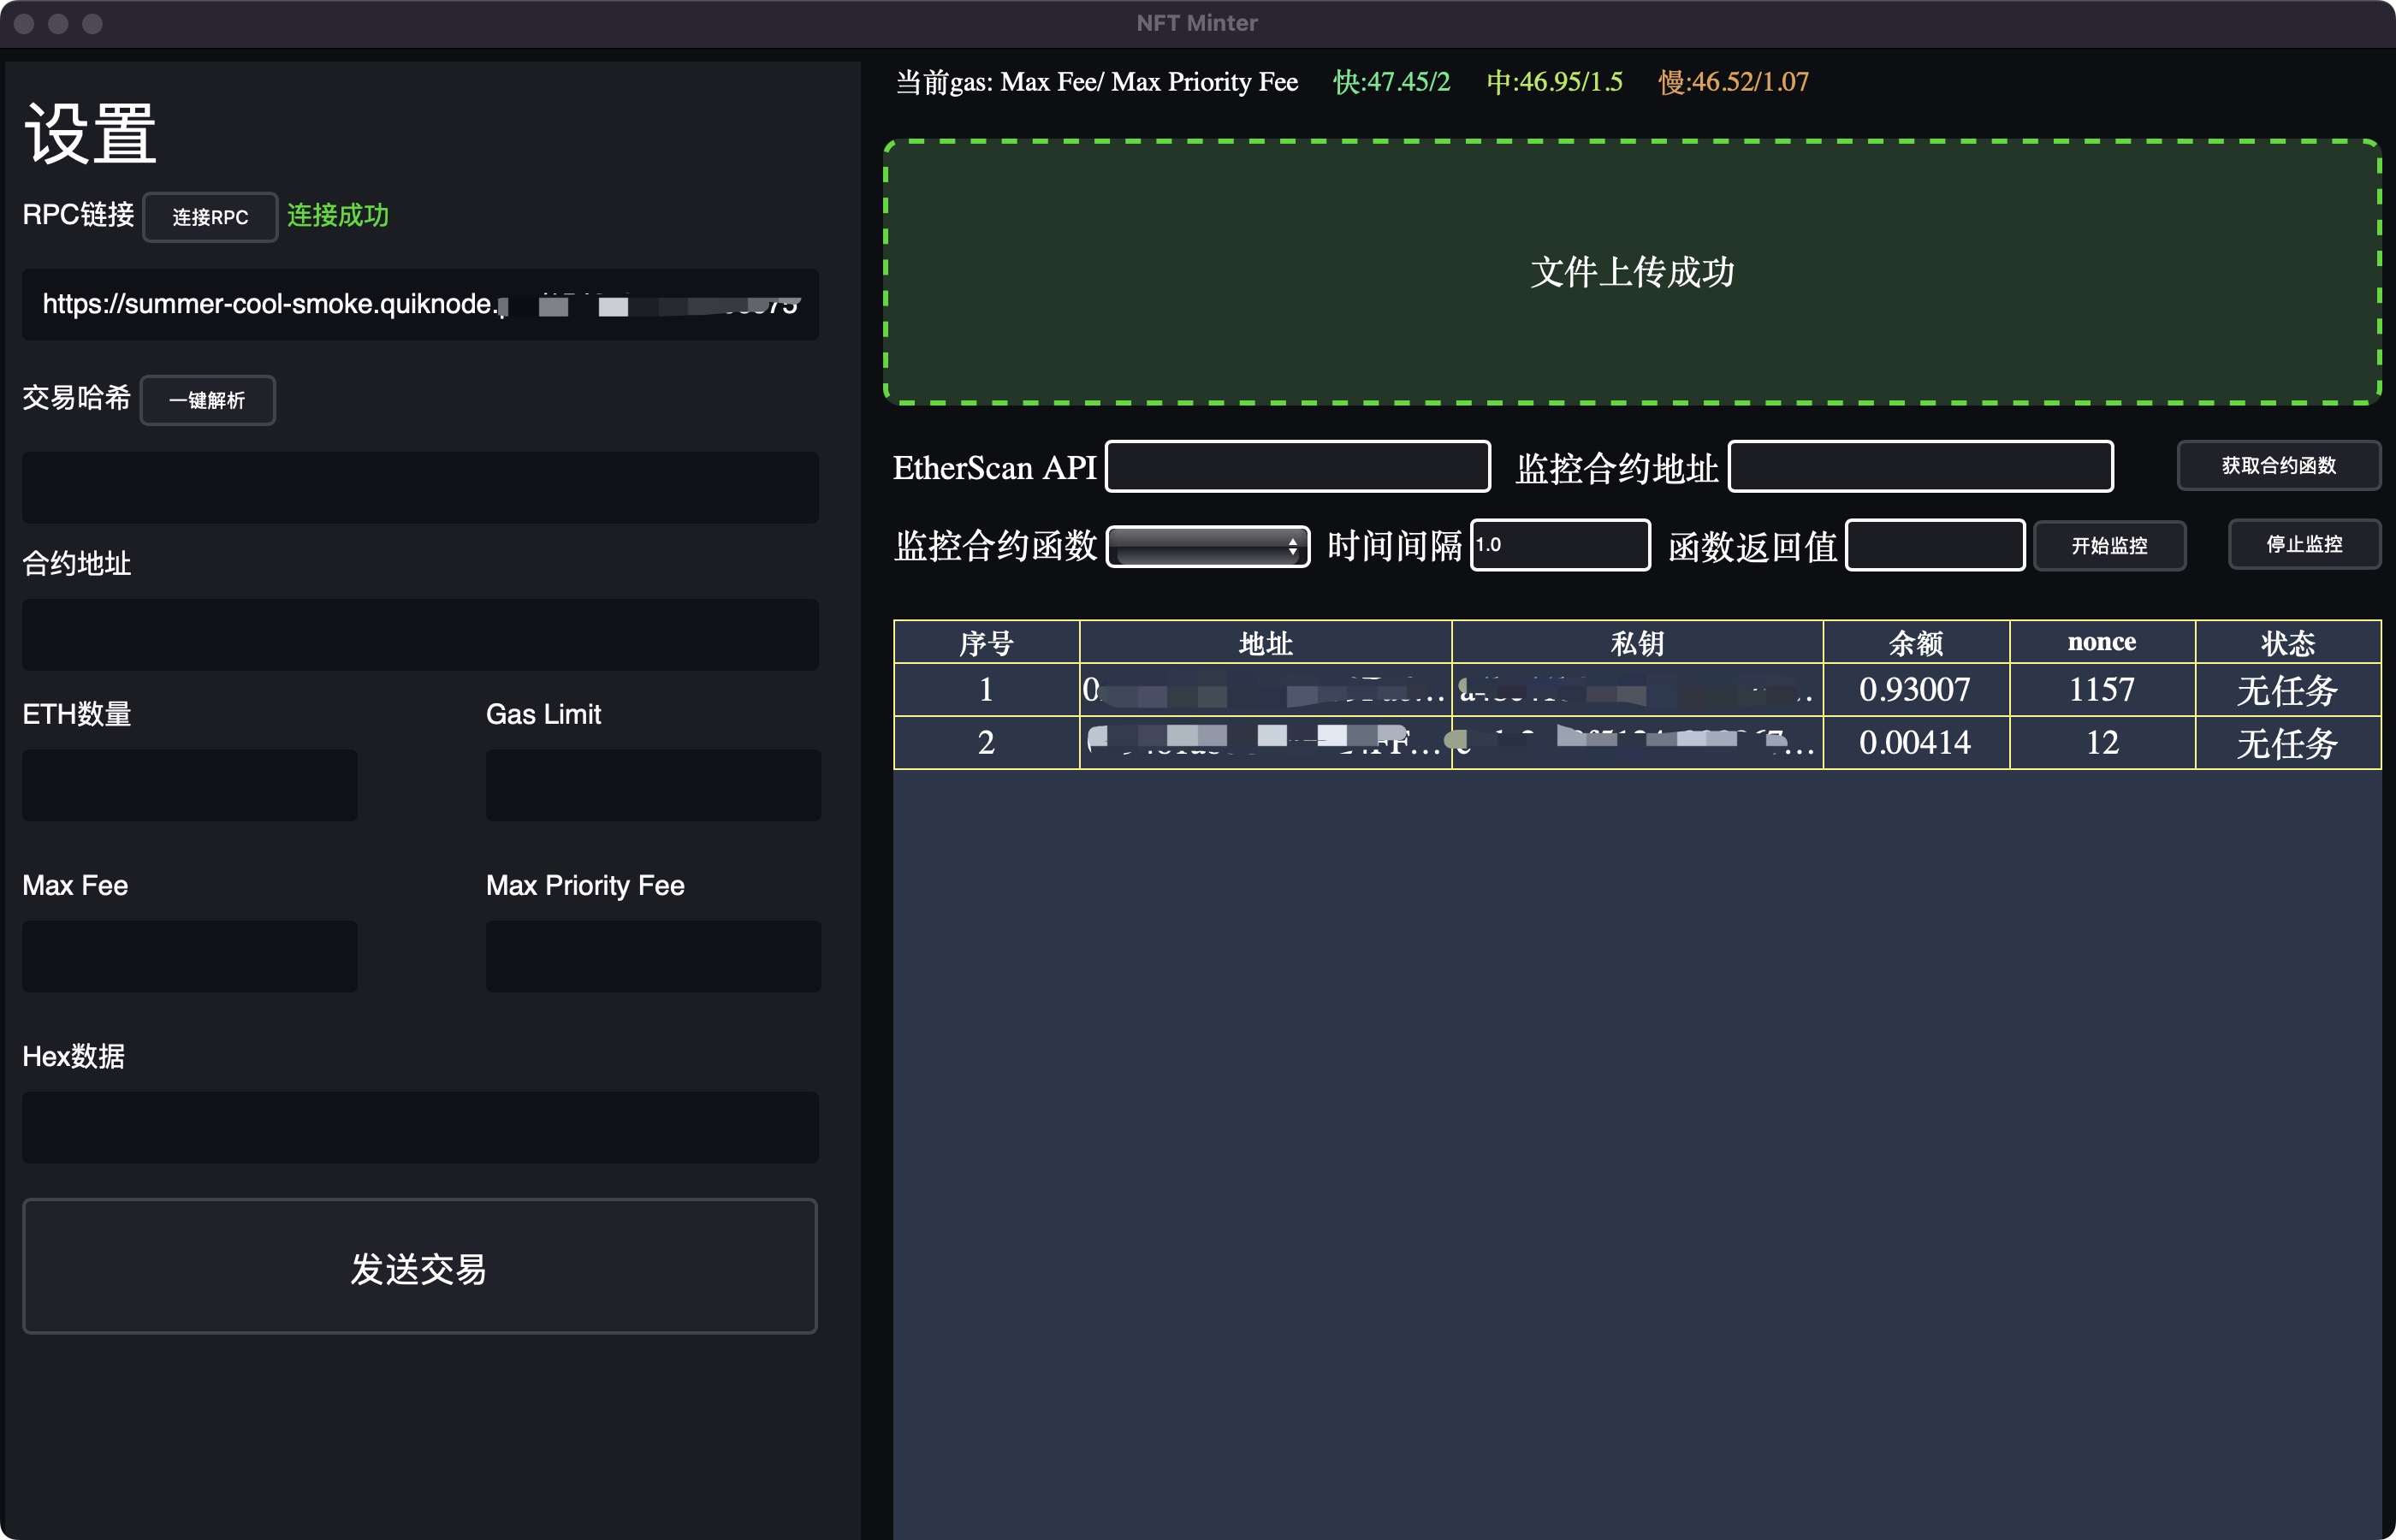 NFT Minter
设置
RPC链接 连接RPC 连接成功
https://summer-cool-smoke.quiknode.
交易哈希 一键解析
合约地址
ETH数量 Gas Limit
Max Fee Max Priority Fee
Hex数据
发送交易
当前gas: Max Fee/ Max Priority Fee 快:47.45/2 中:46.95/1.5 慢:46.52/1.07
文件上传成功
EtherScan API 监控合约地址 获取合约函数
监控合约函数 时间间隔 1.0 函数返回值 开始监控 停止监控
序号 地址 私钥 余额 nonce 状态
1 0.93007 1157 无任务
2 0.00414 12 无任务